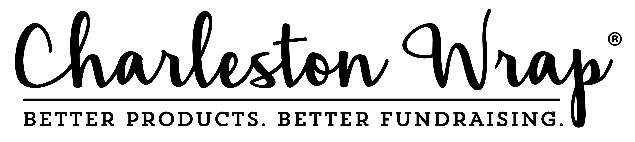 Charleston Wrap®
BETTER PRODUCTS. BETTER FUNDRAISING.